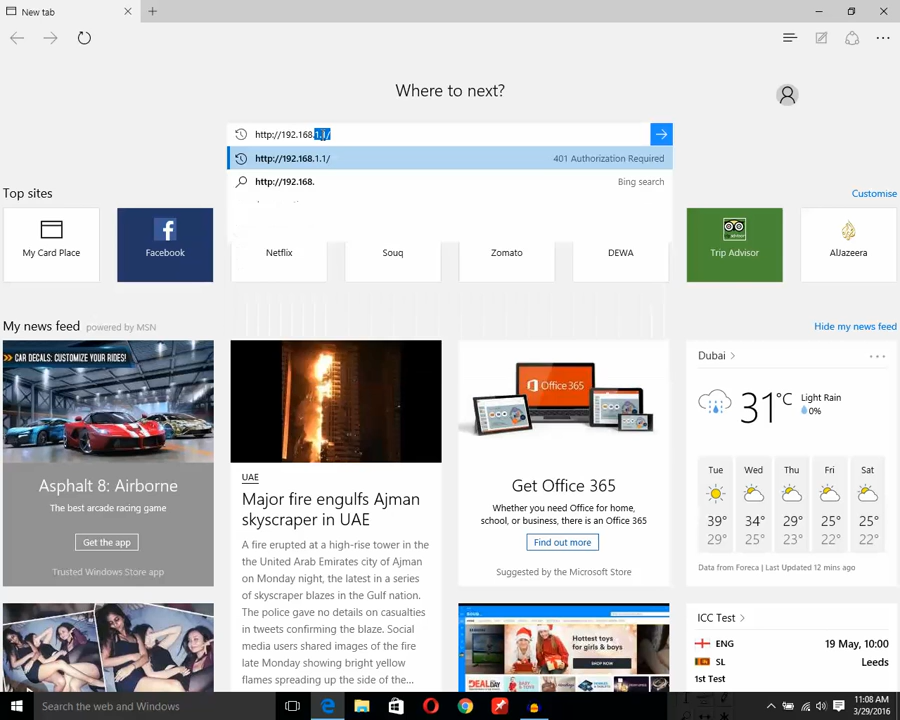 New tab
Where to next?
http://192.168.1.1/
http://192.168.1.1/ 401 Authorization Required
http://192.168. Bing search
Top sites
Customise
My Card Place
Facebook
Netflix
Souq
Zomato
DEWA
Trip Advisor
AlJazeera
My news feed powered by MSN
Hide my news feed
CAR DECALS: CUSTOMIZE YOUR RIDES!
Asphalt 8: Airborne
The best arcade racing game
Get the app
Trusted Windows Store app
UAE
Major fire engulfs Ajman
skyscraper in UAE
A fire erupted at a high-rise tower in the
the United Arab Emirates city of Ajman
on Monday night, the latest in a series
of skyscraper blazes in the Gulf nation.
The police gave no details on casualties
in tweets confirming the blaze. Social
media users shared images of the fire
late Monday showing bright yellow
flames spreading up the side of the...
Office 365
Get Office 365
Whether you need Office for home,
school, or business, there is an Office 365
Find out more
Suggested by the Microsoft Store
Hottest toys
for girls & boys
SHOP NOW
DEAL DAY
Dubai
31°C
Light Rain
0%
Tue Wed Thu Fri Sat
39° 34° 29° 25° 25°
29° 25° 23° 22° 22°
Data from Foreca | Last Updated 12 mins ago
ICC Test
ENG 19 May, 10:00
SL Leeds
1st Test
Search the web and Windows
11:08 AM
3/29/2016